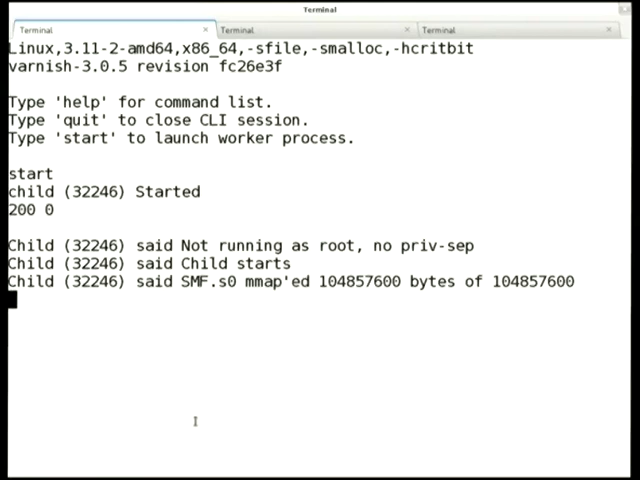 Terminal
Terminal × Terminal × Terminal ×
Linux,3.11-2-amd64,x86_64,-sfile,-smalloc,-hcritbit
varnish-3.0.5 revision fc26e3f
Type 'help' for command list.
Type 'quit' to close CLI session.
Type 'start' to launch worker process.
start
child (32246) Started
200 0
Child (32246) said Not running as root, no priv-sep
Child (32246) said Child starts
Child (32246) said SMF.s0 mmap'ed 104857600 bytes of 104857600